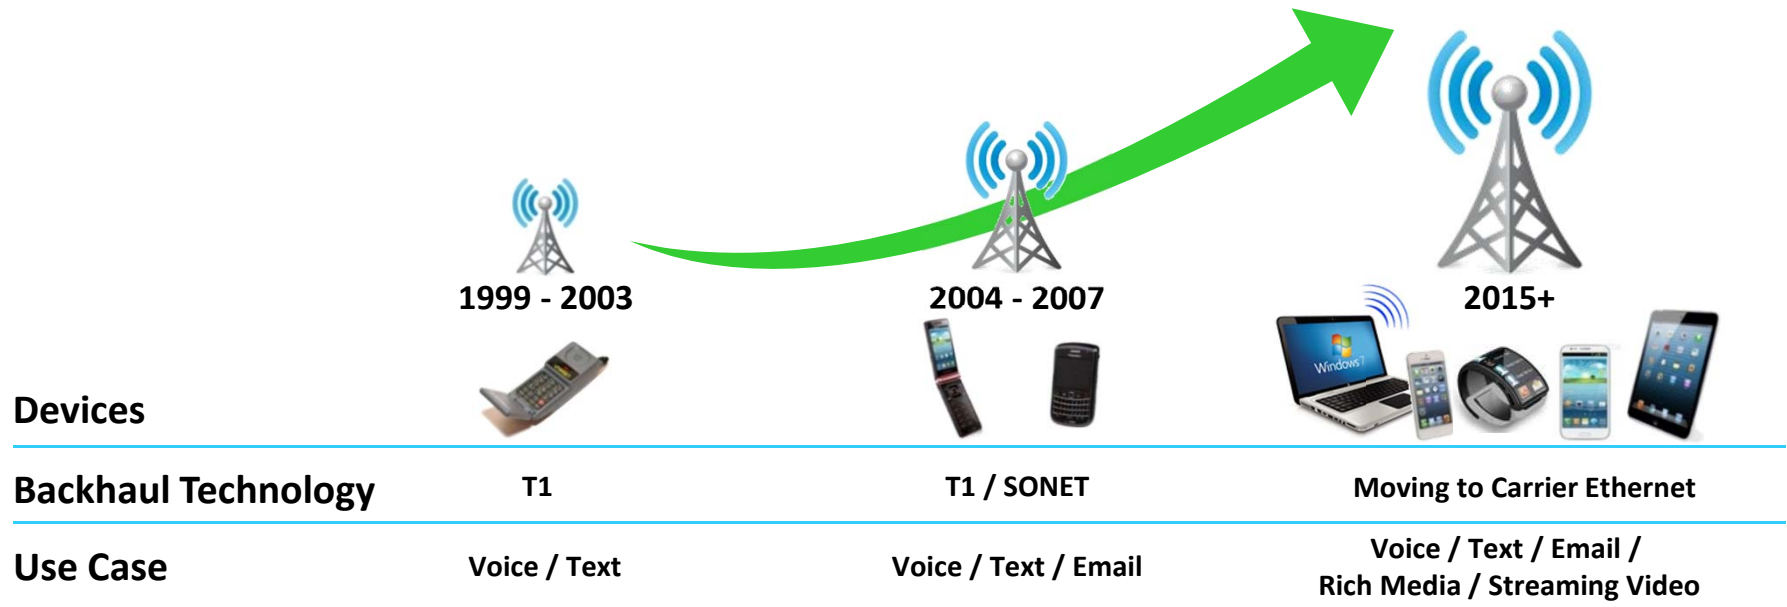 1999 - 2003
2004 - 2007
2015+
Windows 7
Devices
Backhaul Technology
T1
T1 / SONET
Moving to Carrier Ethernet
Use Case
Voice / Text
Voice / Text / Email
Voice / Text / Email /
Rich Media / Streaming Video